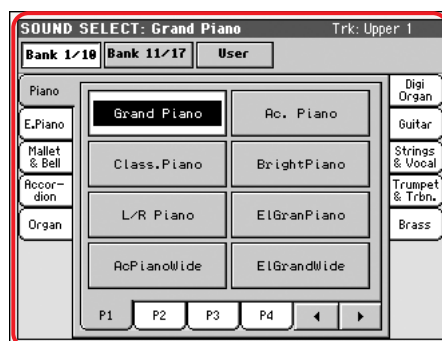 SOUND SELECT: Grand Piano Trk: Upper 1
Bank 1/10 Bank 11/17 User
Piano
E.Piano
Mallet
& Bell
Accor-
dion
Organ
Grand Piano Ac. Piano
Class.Piano BrightPiano
L/R Piano ElGranPiano
AcPianoWide ElGrandWide
Digi
Organ
Guitar
Strings
& Vocal
Trumpet
& Trbn.
Brass
P1 P2 P3 P4